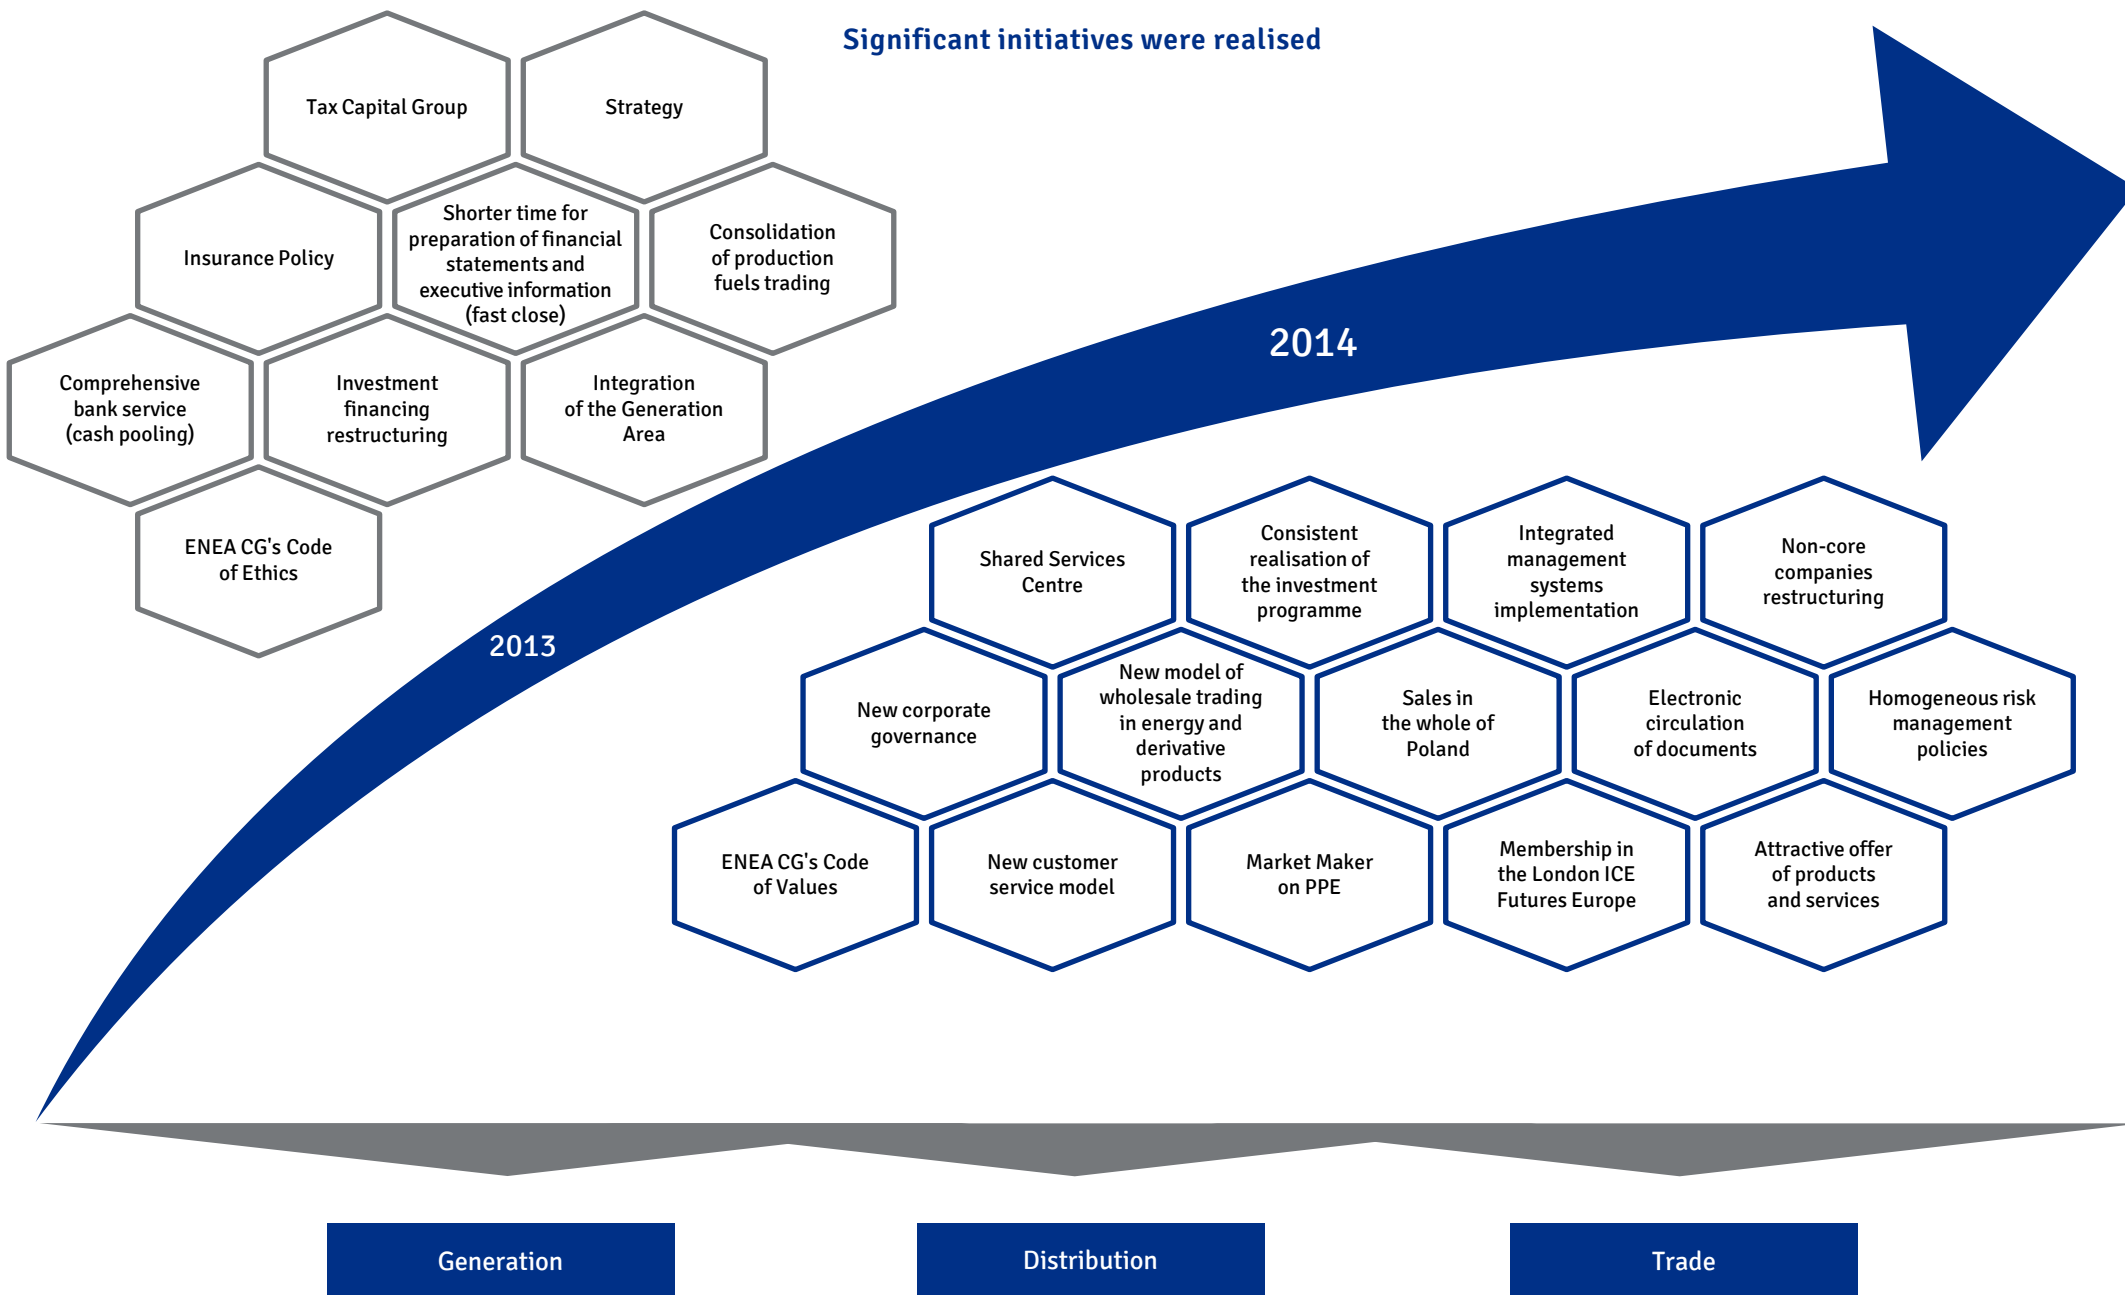 Significant initiatives were realised
Tax Capital Group
Strategy
Insurance Policy
Shorter time for
preparation of financial
statements and
executive information
(fast close)
Consolidation
of production
fuels trading
Comprehensive
bank service
(cash pooling)
Investment
financing
restructuring
Integration
of the Generation
Area
ENEA CG's Code
of Ethics
2013
2014
Shared Services
Centre
Consistent
realisation of
the investment
programme
Integrated
management
systems
implementation
Non-core
companies
restructuring
New corporate
governance
New model of
wholesale trading
in energy and
derivative
products
Sales in
the whole of
Poland
Electronic
circulation
of documents
Homogeneous risk
management
policies
ENEA CG's Code
of Values
New customer
service model
Market Maker
on PPE
Membership in
the London ICE
Futures Europe
Attractive offer
of products
and services
Generation
Distribution
Trade